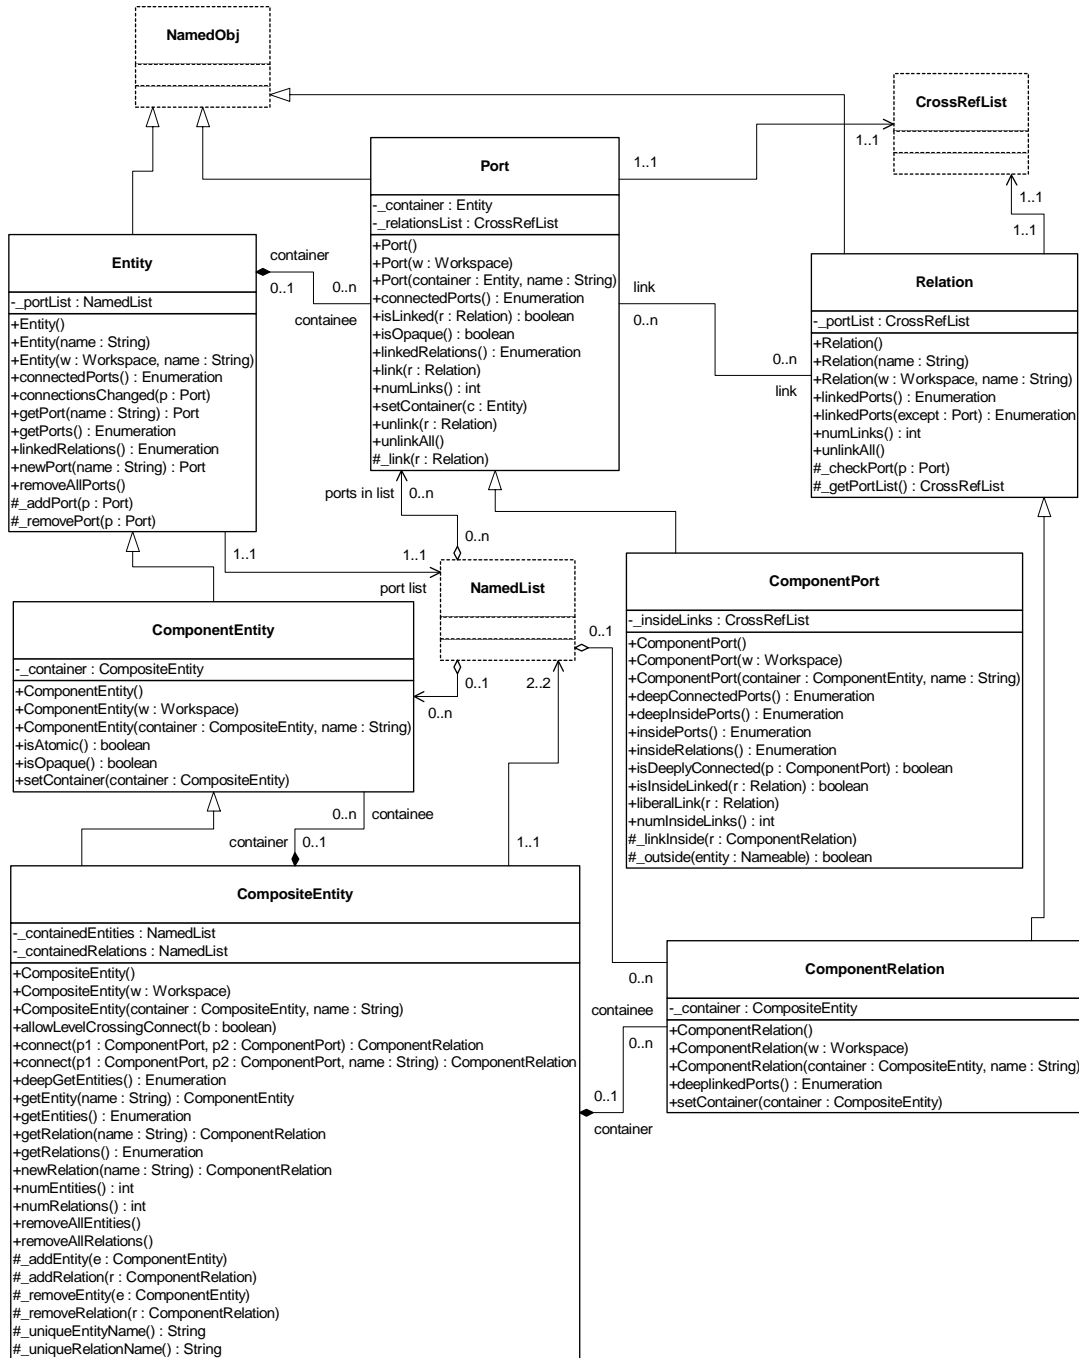 NamedObj
CrossRefList
Port
-_container : Entity
-_relationsList : CrossRefList
+Port()
+Port(w : Workspace)
+Port(container : Entity, name : String)
+connectedPorts() : Enumeration
+isLinked(r : Relation) : boolean
+isOpaque() : boolean
+linkedRelations() : Enumeration
+link(r : Relation)
+numLinks() : int
+setContainer(c : Entity)
+unlink(r : Relation)
+unlinkAll()
#_link(r : Relation)
1..1
1..1
1..1
1..1
Entity
-_portList : NamedList
+Entity()
+Entity(name : String)
+Entity(w : Workspace, name : String)
+connectedPorts() : Enumeration
+connectionsChanged(p : Port)
+getPort(name : String) : Port
+getPorts() : Enumeration
+linkedRelations() : Enumeration
+newPort(name : String) : Port
+removeAllPorts()
#_addPort(p : Port)
#_removePort(p : Port)
container
0..1
0..n
containee
link
0..n
0..n
link
Relation
-_portList : CrossRefList
+Relation()
+Relation(name : String)
+Relation(w : Workspace, name : String)
+linkedPorts() : Enumeration
+linkedPorts(except : Port) : Enumeration
+numLinks() : int
+unlinkAll()
#_checkPort(p : Port)
#_getPortList() : CrossRefList
ports in list
0..n
0..n
1..1
1..1
port list
NamedList
0..1
0..1
2..2
0..n
ComponentPort
-_insideLinks : CrossRefList
+ComponentPort()
+ComponentPort(w : Workspace)
+ComponentPort(container : ComponentEntity, name : String)
+deepConnectedPorts() : Enumeration
+deepInsidePorts() : Enumeration
+insidePorts() : Enumeration
+insideRelations() : Enumeration
+isDeeplyConnected(p : ComponentPort) : boolean
+isInsideLinked(r : Relation) : boolean
+liberalLink(r : Relation)
+numInsideLinks() : int
#_linkInside(r : ComponentRelation)
#_outside(entity : Nameable) : boolean
ComponentEntity
-_container : CompositeEntity
+ComponentEntity()
+ComponentEntity(w : Workspace)
+ComponentEntity(container : CompositeEntity, name : String)
+isAtomic() : boolean
+isOpaque() : boolean
+setContainer(container : CompositeEntity)
0..n
containee
container
0..1
1..1
CompositeEntity
-_containedEntities : NamedList
-_containedRelations : NamedList
+CompositeEntity()
+CompositeEntity(w : Workspace)
+CompositeEntity(container : CompositeEntity, name : String)
+allowLevelCrossingConnect(b : boolean)
+connect(p1 : ComponentPort, p2 : ComponentPort) : ComponentRelation
+connect(p1 : ComponentPort, p2 : ComponentPort, name : String) : ComponentRelation
+deepGetEntities() : Enumeration
+getEntity(name : String) : ComponentEntity
+getEntities() : Enumeration
+getRelation(name : String) : ComponentRelation
+getRelations() : Enumeration
+newRelation(name : String) : ComponentRelation
+numEntities() : int
+numRelations() : int
+removeAllEntities()
+removeAllRelations()
#_addEntity(e : ComponentEntity)
#_addRelation(r : ComponentRelation)
#_removeEntity(e : ComponentEntity)
#_removeRelation(r : ComponentRelation)
#_uniqueEntityName() : String
#_uniqueRelationName() : String
0..n
containee
0..n
0..1
container
ComponentRelation
-_container : CompositeEntity
+ComponentRelation()
+ComponentRelation(w : Workspace)
+ComponentRelation(container : CompositeEntity, name : String)
+deeplinkedPorts() : Enumeration
+setContainer(container : CompositeEntity)